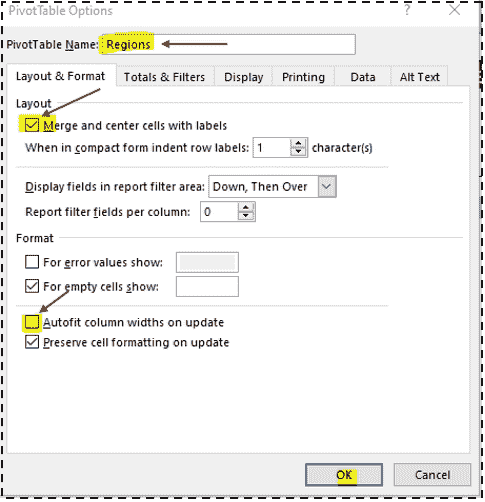 PivotTable Options ? ×
PivotTable Name: Regions
Layout & Format Totals & Filters Display Printing Data Alt Text
Layout
Merge and center cells with labels
When in compact form indent row labels: 1 character(s)
Display fields in report filter area: Down, Then Over
Report filter fields per column: 0
Format
For error values show:
For empty cells show:
Autofit column widths on update
Preserve cell formatting on update
OK Cancel